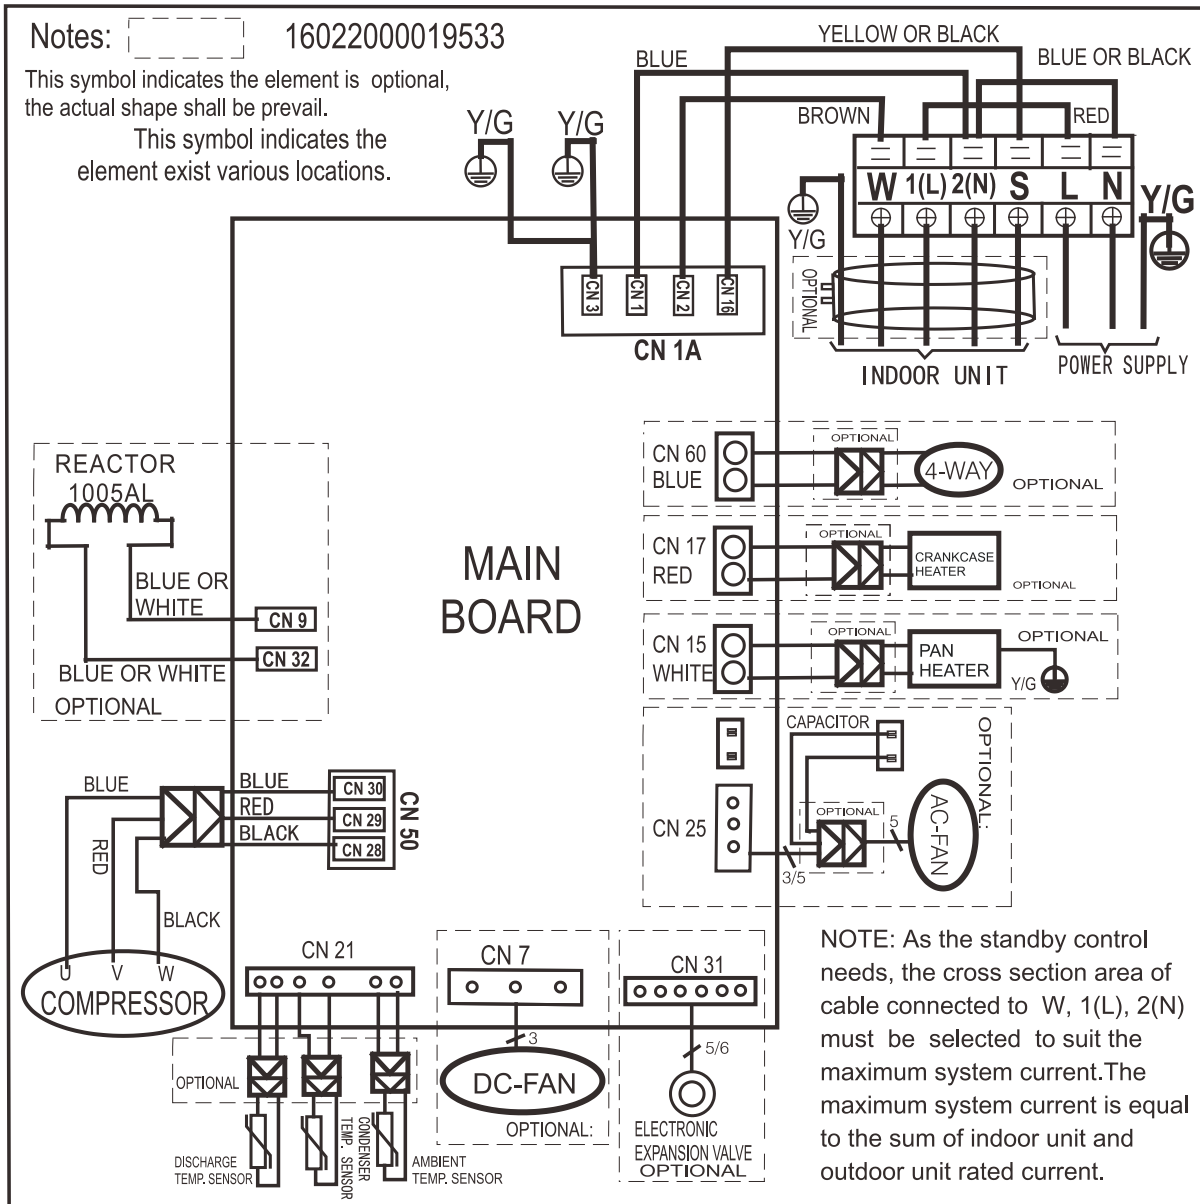 Notes: 16022000019533
This symbol indicates the element is optional,
the actual shape shall be prevail.
This symbol indicates the
element exist various locations.
Y/G
Y/G
BLUE
YELLOW OR BLACK
BLUE OR BLACK
BROWN
RED
W 1(L) 2(N) S L N
Y/G
Y/G
OPTIONAL
INDOOR UNIT
POWER SUPPLY
CN 3
CN 1
CN 2
CN 16
CN 1A
REACTOR
1005AL
BLUE OR
WHITE
CN 9
BLUE OR WHITE
CN 32
OPTIONAL
MAIN
BOARD
CN 60
BLUE
OPTIONAL
4-WAY
OPTIONAL
CN 17
RED
OPTIONAL
CRANKCASE
HEATER
OPTIONAL
CN 15
WHITE
OPTIONAL
PAN
HEATER
OPTIONAL
Y/G
CAPACITOR
OPTIONAL:
CN 25
OPTIONAL
3/5
5
AC-FAN
BLUE
RED
BLACK
U V W
COMPRESSOR
BLUE
RED
BLACK
CN 30
CN 29
CN 28
CN 50
CN 21
OPTIONAL
DISCHARGE
TEMP. SENSOR
CONDENSER
TEMP. SENSOR
AMBIENT
TEMP. SENSOR
CN 7
3
DC-FAN
OPTIONAL:
CN 31
5/6
ELECTRONIC
EXPANSION VALVE
OPTIONAL
NOTE: As the standby control
needs, the cross section area of
cable connected to W, 1(L), 2(N)
must be selected to suit the
maximum system current.The
maximum system current is equal
to the sum of indoor unit and
outdoor unit rated current.